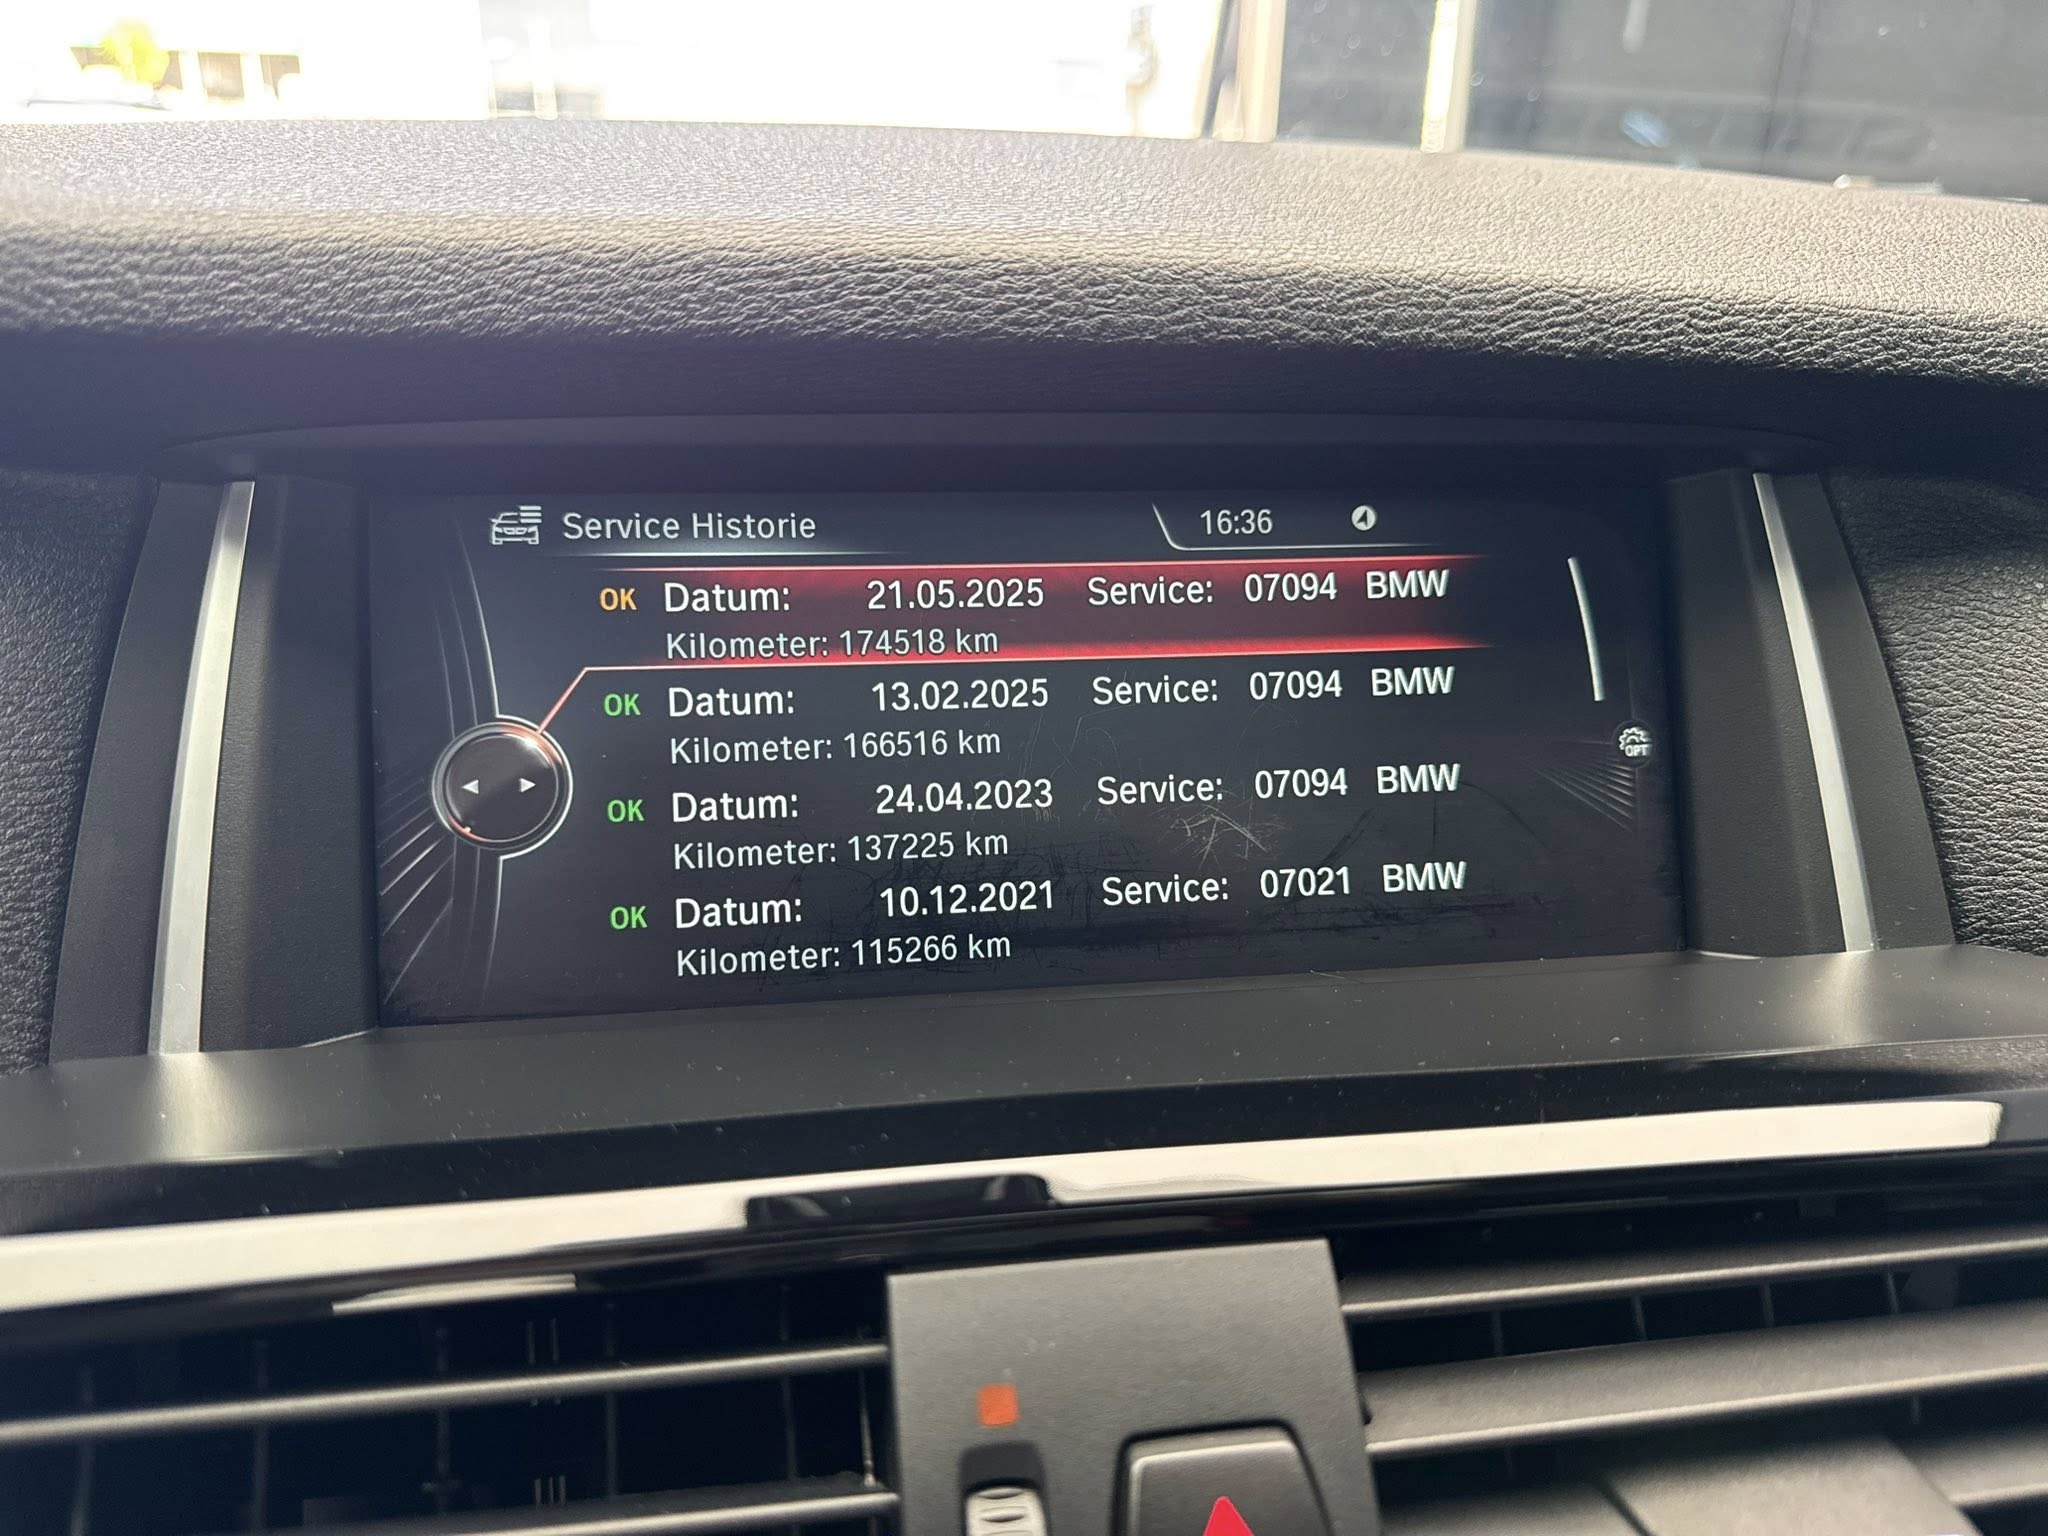 Service Historie 16:36
OK Datum: 21.05.2025 Service: 07094 BMW
Kilometer: 174518 km
OK Datum: 13.02.2025 Service: 07094 BMW
Kilometer: 166516 km
OPT
OK Datum: 24.04.2023 Service: 07094 BMW
Kilometer: 137225 km
OK Datum: 10.12.2021 Service: 07021 BMW
Kilometer: 115266 km